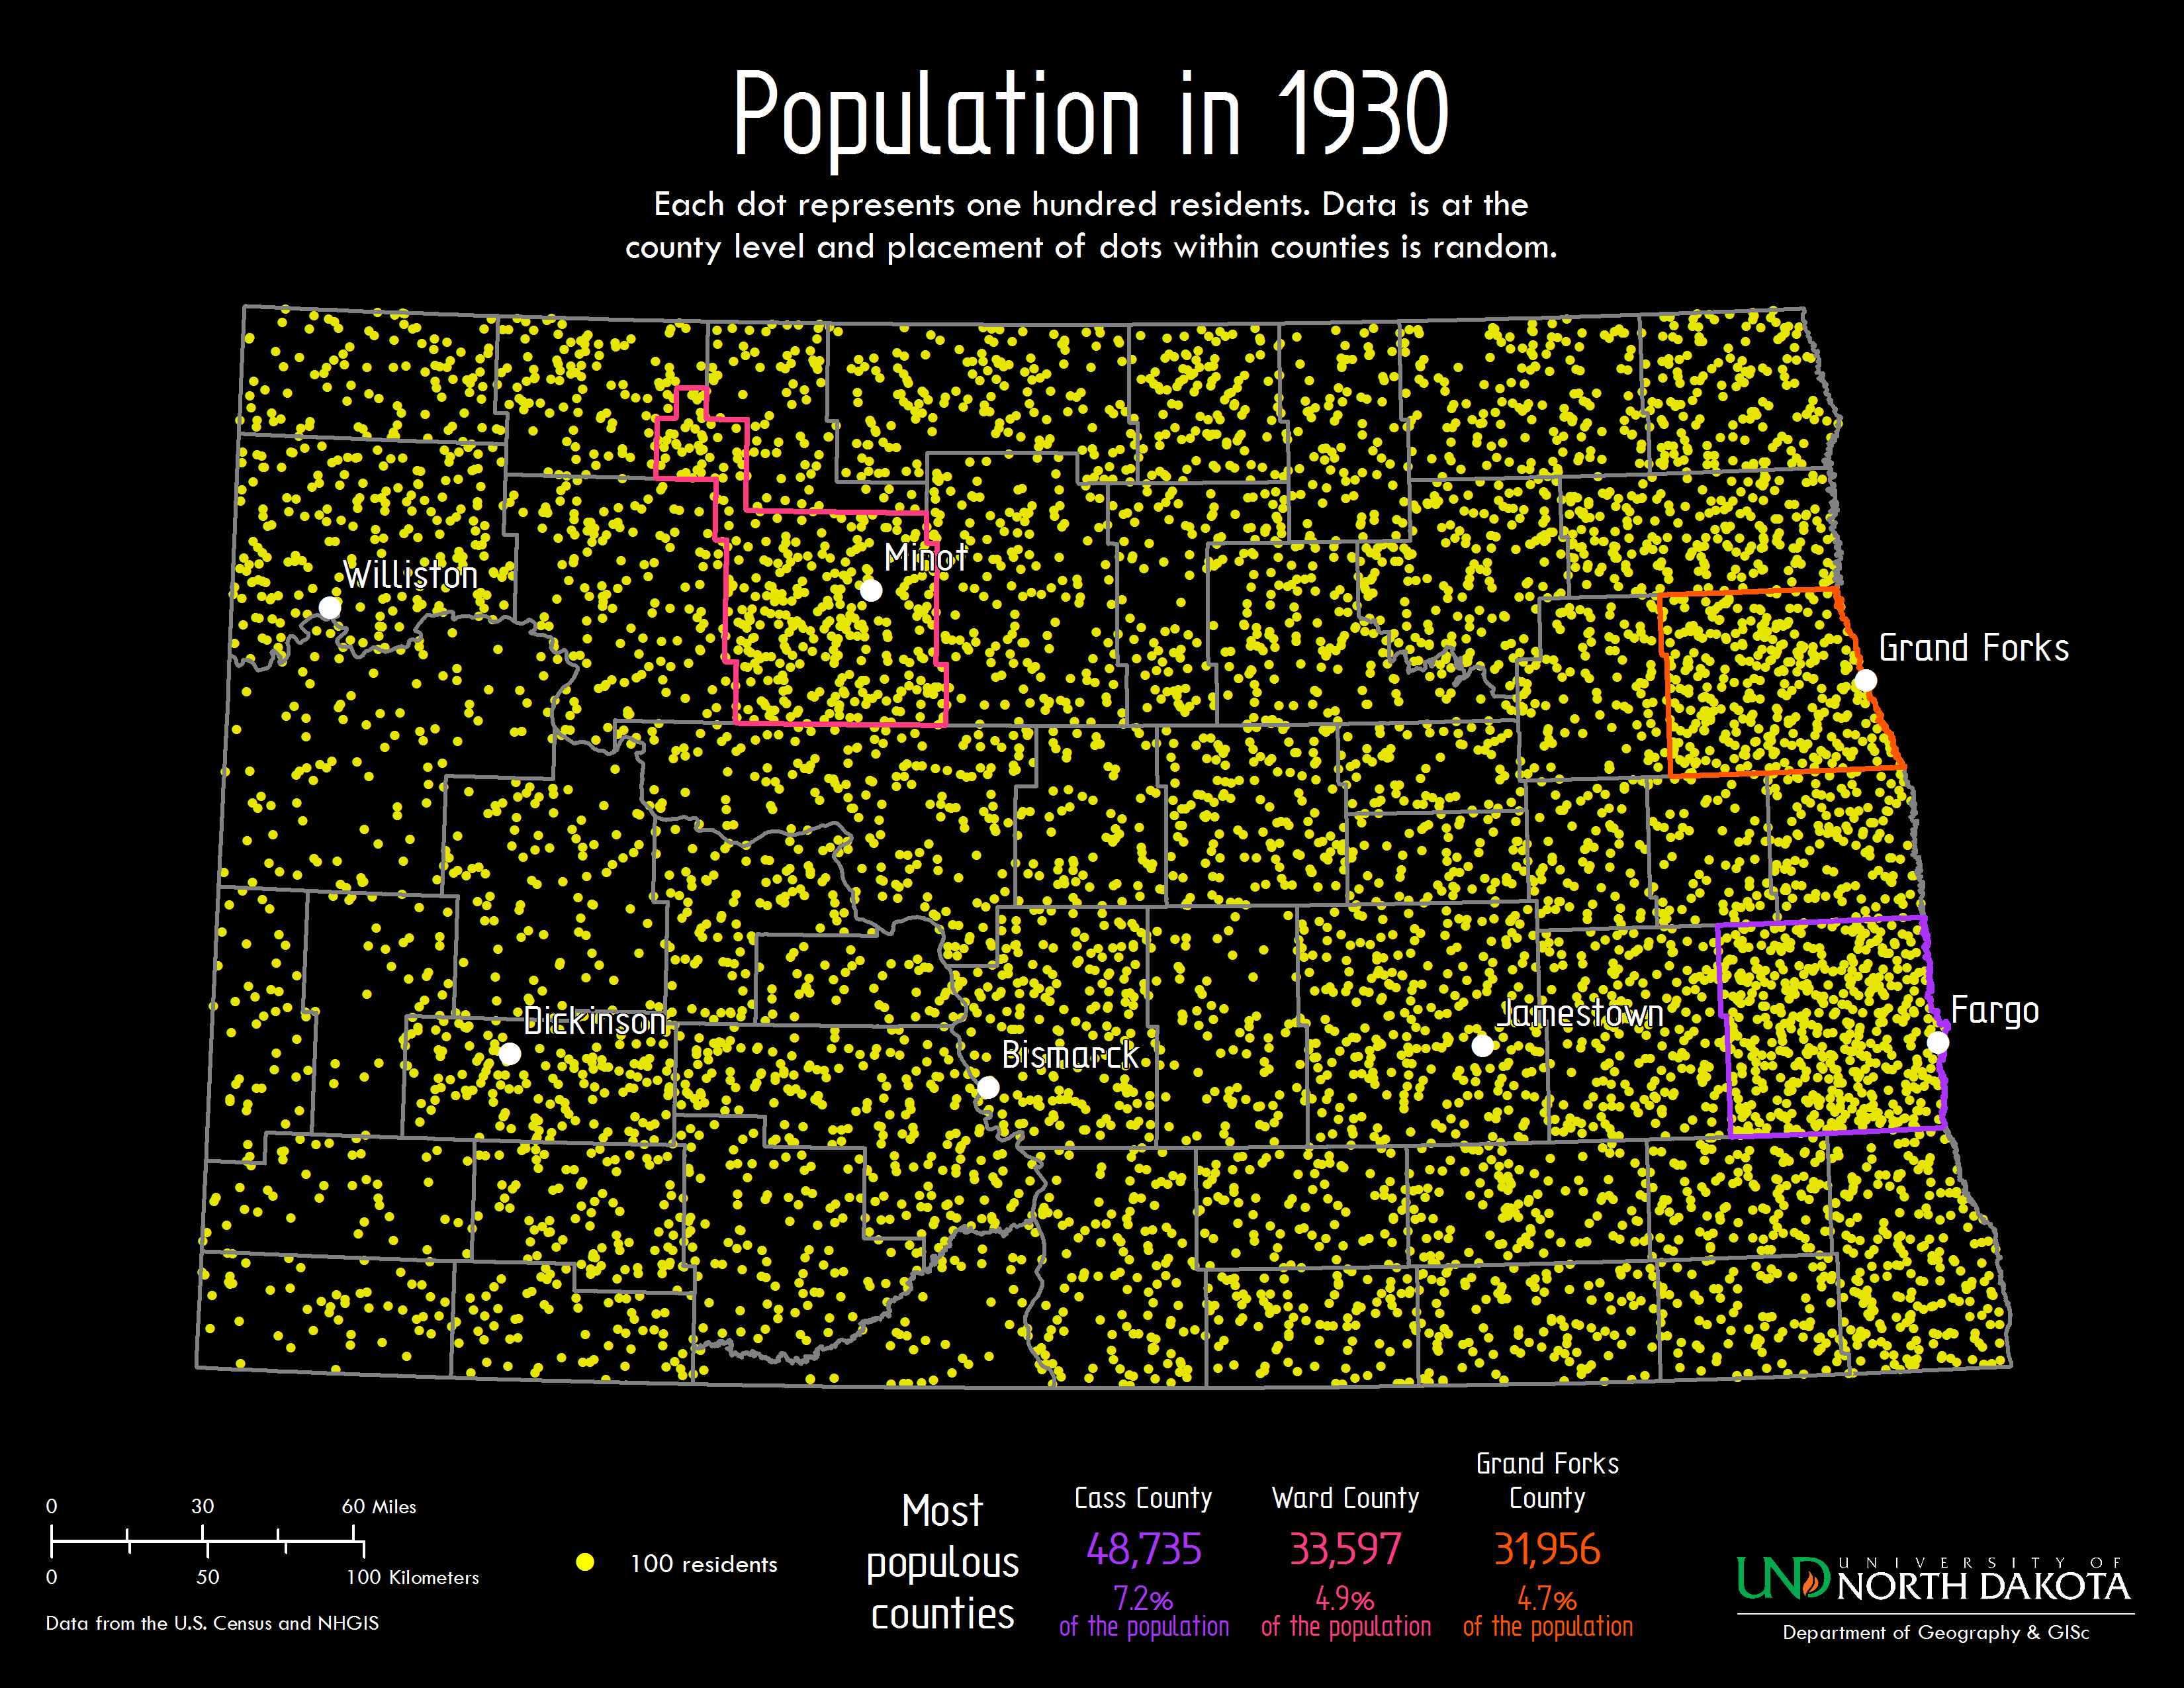 Population in 1930
Each dot represents one hundred residents. Data is at the
county level and placement of dots within counties is random.
Minot
Williston
Grand Forks
Fargo
Dickinson
Jamestown
Bismarck
0 30 60 Miles
0 50 100 Kilometers
Data from the U.S. Census and NHGIS
100 residents
Most
populous
counties
Cass County
48,735
7.2%
of the population
Ward County
33,597
4.9%
of the population
Grand Forks
County
31,956
4.7%
of the population
UND
UNIVERSITY OF
NORTH DAKOTA
Department of Geography & GISc